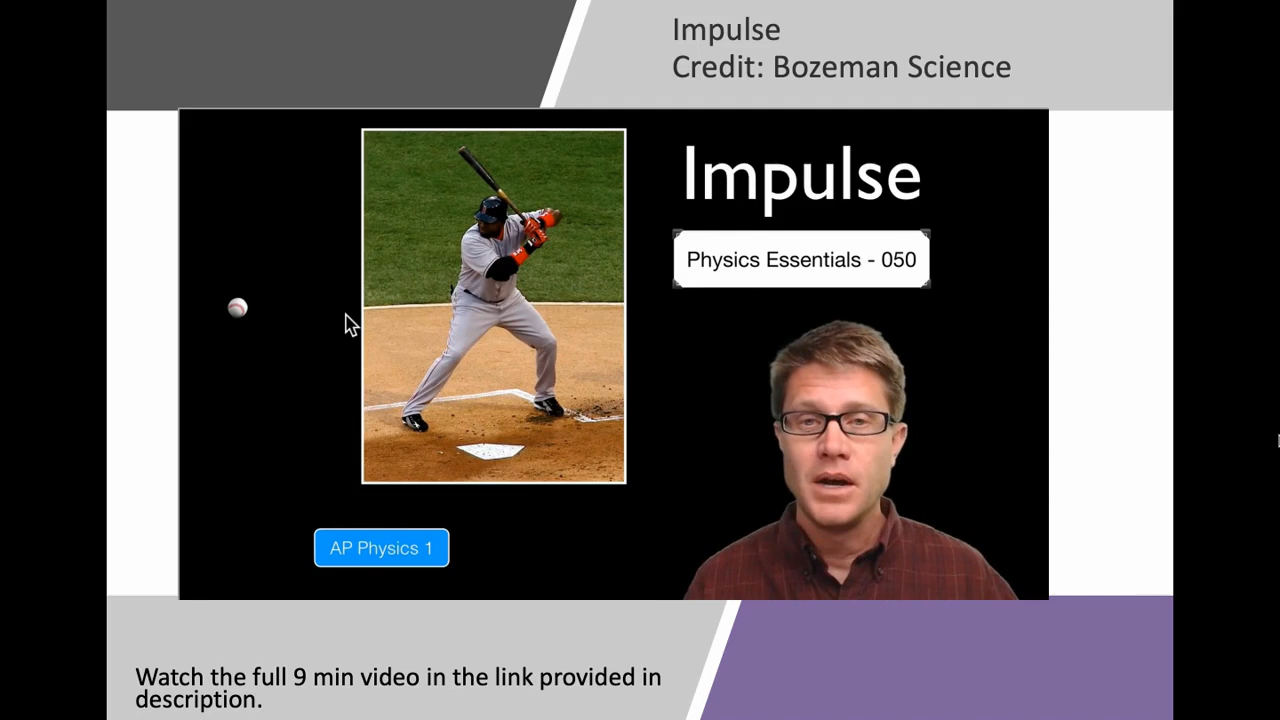 Impulse
Credit: Bozeman Science
Impulse
Physics Essentials - 050
AP Physics 1
Watch the full 9 min video in the link provided in
description.